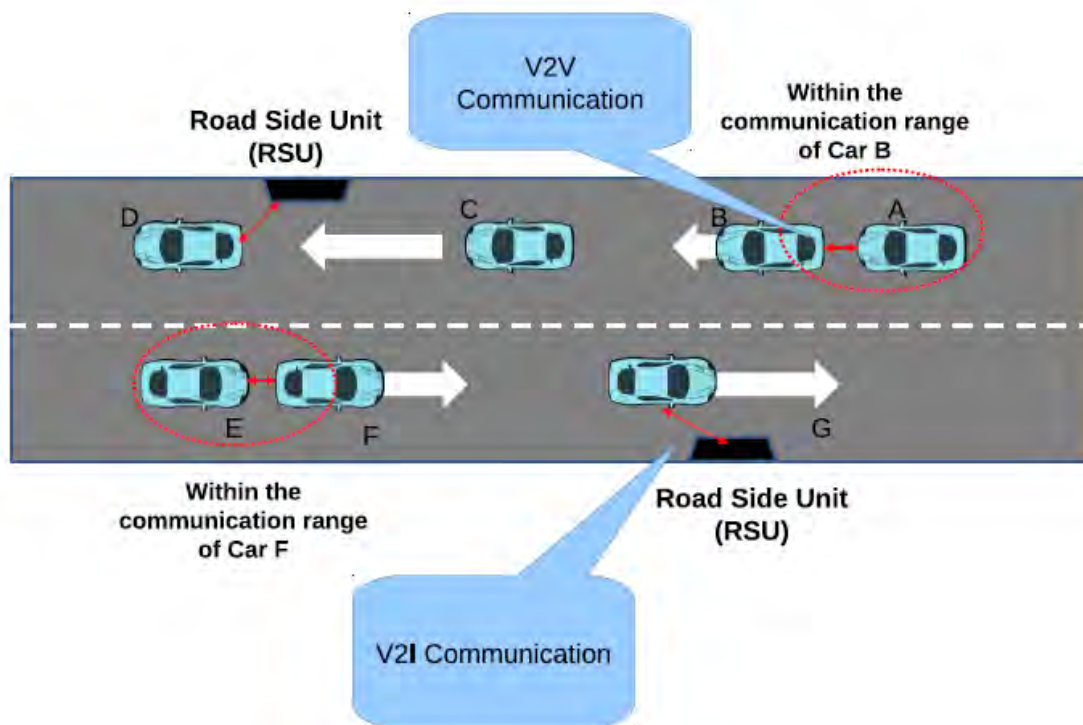 V2V
Communication
Within the
communication range
of Car B
Road Side Unit
(RSU)
D
C
B
A
E
F
G
Within the
communication range
of Car F
Road Side Unit
(RSU)
V2I Communication